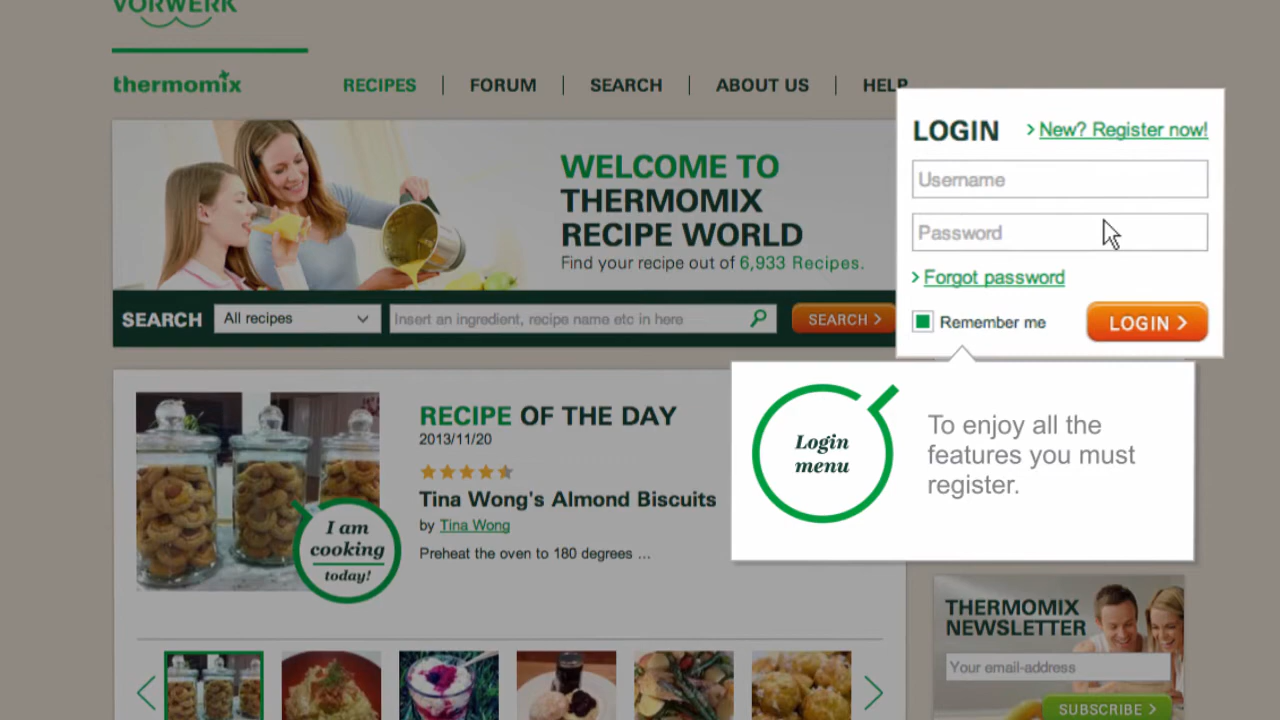 VORWERK
thermomix
RECIPES
FORUM
SEARCH
ABOUT US
HELP
LOGIN
New? Register now!
Username
Password
Forgot password
Remember me
LOGIN
WELCOME TO
THERMOMIX
RECIPE WORLD
Find your recipe out of 6,933 Recipes.
SEARCH
All recipes
Insert an ingredient, recipe name etc in here
SEARCH
Login
menu
To enjoy all the
features you must
register.
RECIPE OF THE DAY
2013/11/20
Tina Wong's Almond Biscuits
by Tina Wong
Preheat the oven to 180 degrees ...
I am
cooking
today!
THERMOMIX
NEWSLETTER
Your email-address
SUBSCRIBE